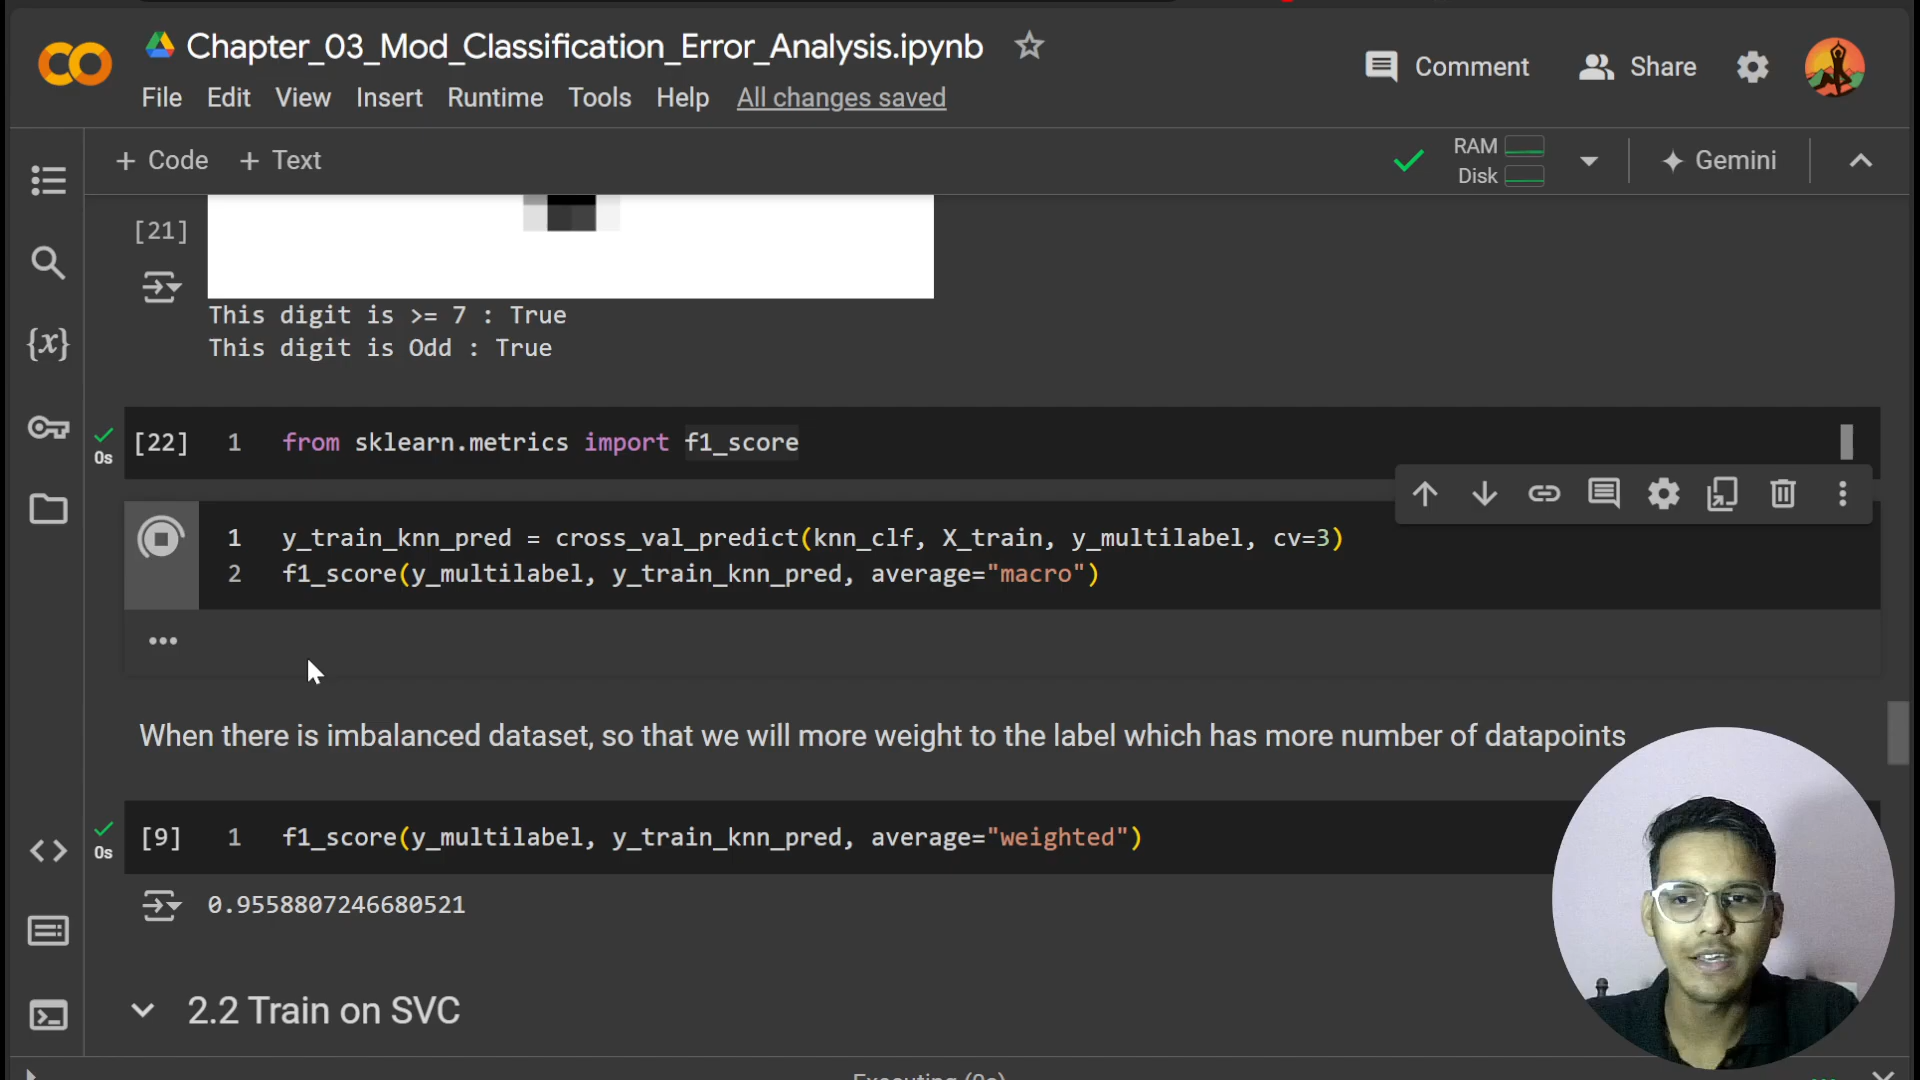 Chapter_03_Mod_Classification_Error_Analysis.ipynb
Comment
Share
File Edit View Insert Runtime Tools Help All changes saved
+ Code + Text
RAM
Disk
Gemini
[21]
This digit is >= 7 : True
This digit is Odd : True
0s
[22] 1 from sklearn.metrics import f1_score
1 y_train_knn_pred = cross_val_predict(knn_clf, X_train, y_multilabel, cv=3)
2 f1_score(y_multilabel, y_train_knn_pred, average="macro")
When there is imbalanced dataset, so that we will more weight to the label which has more number of datapoints
0s
[9] 1 f1_score(y_multilabel, y_train_knn_pred, average="weighted")
0.9558807246680521
2.2 Train on SVC